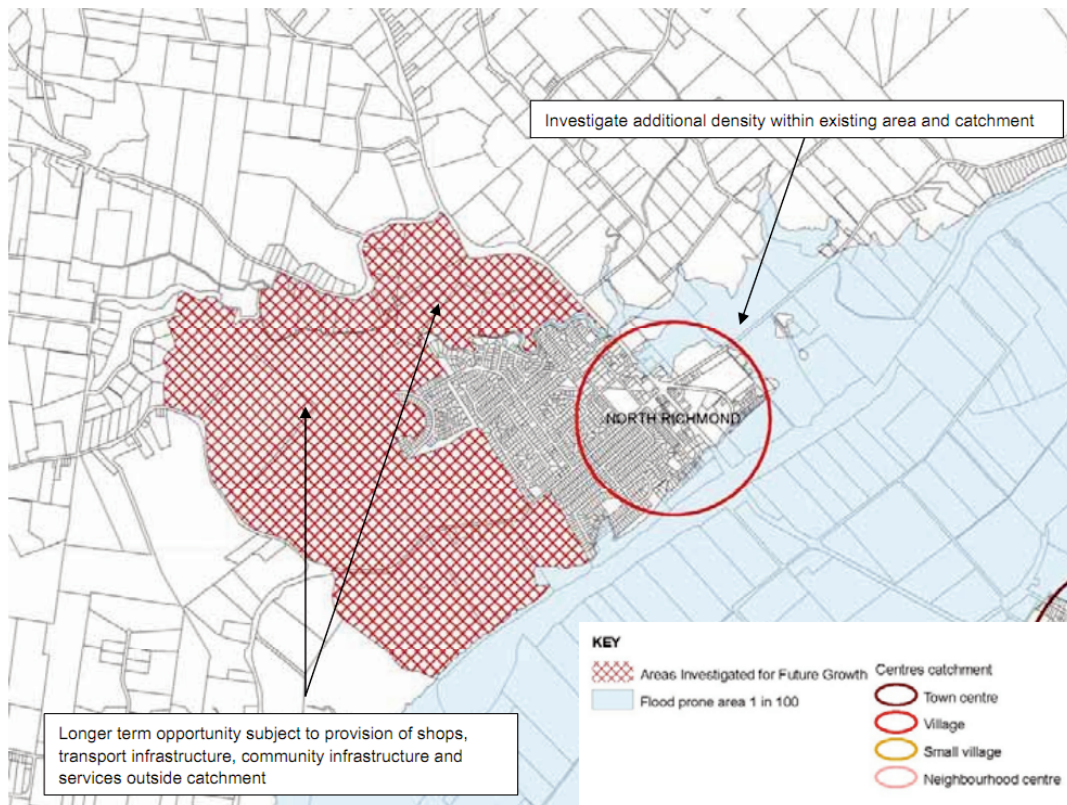 Investigate additional density within existing area and catchment
NORTH RICHMOND
KEY
Areas Investigated for Future Growth
Flood prone area 1 in 100
Centres catchment
Town centre
Village
Small village
Neighbourhood centre
Longer term opportunity subject to provision of shops,
transport infrastructure, community infrastructure and
services outside catchment